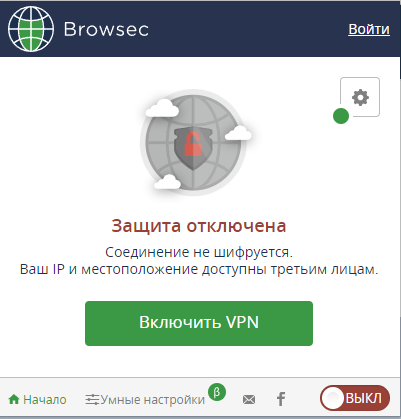 Browsec
Войти
Защита отключена
Соединение не шифруется.
Ваш IP и местоположение доступны третьим лицам.
Включить VPN
Начало
Умные настройки β
ВЫКЛ